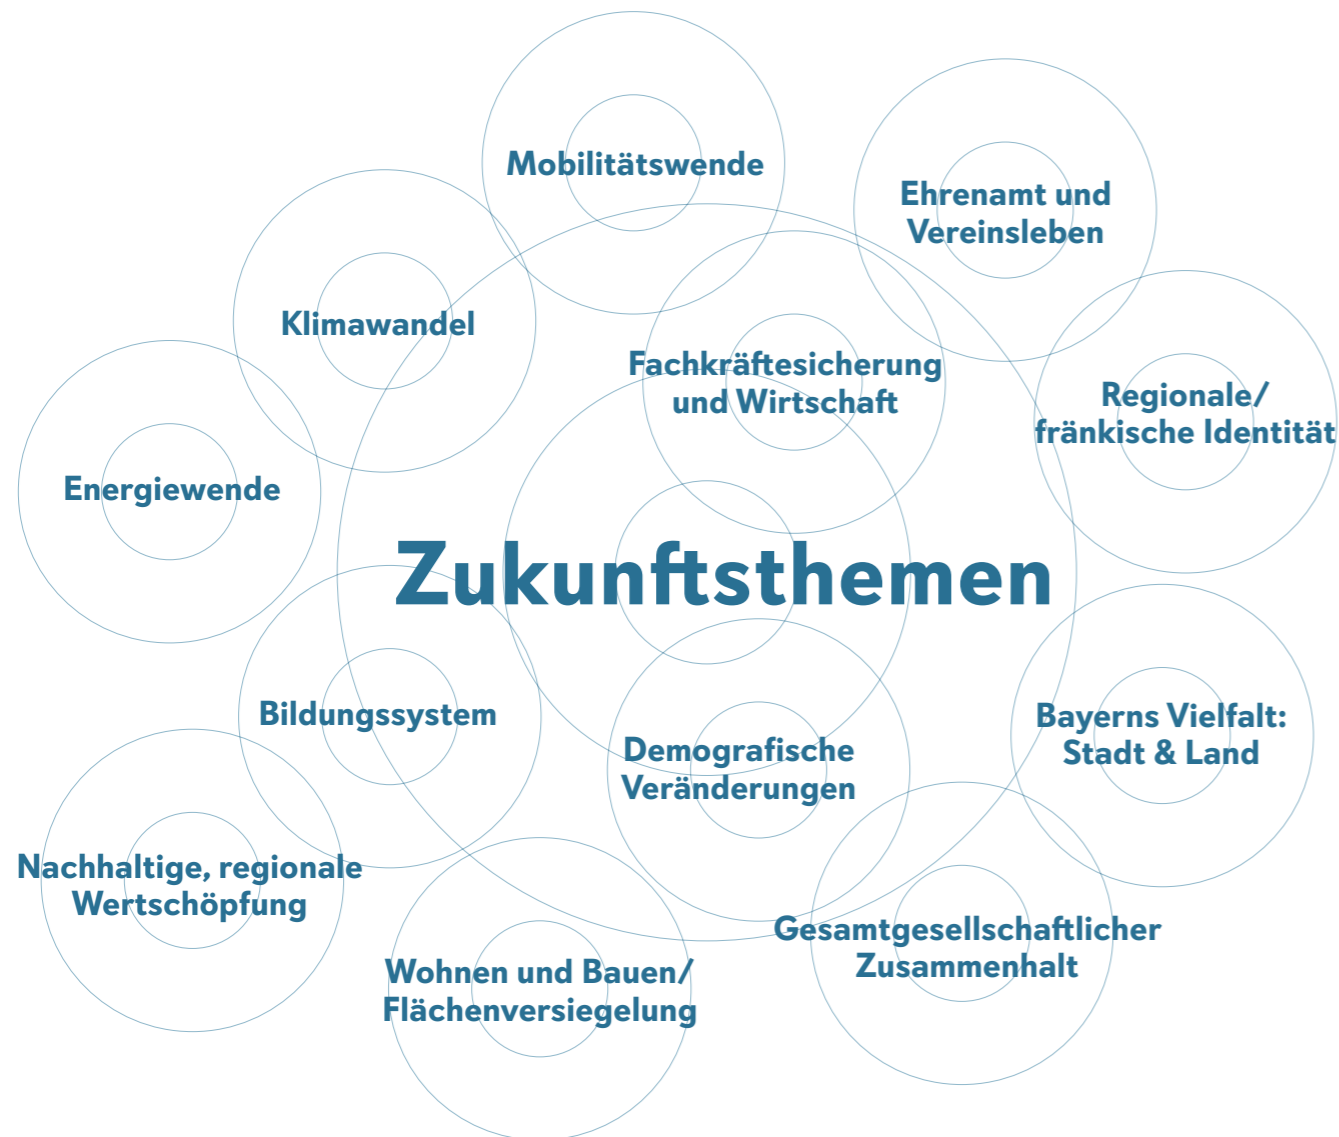 Mobilitätswende
Ehrenamt und
Vereinsleben
Klimawandel
Fachkräftesicherung
und Wirtschaft
Regionale/
fränkische Identität
Energiewende
Zukunftsthemen
Bildungssystem
Demografische
Veränderungen
Bayerns Vielfalt:
Stadt & Land
Nachhaltige, regionale
Wertschöpfung
Gesamtgesellschaftlicher
Zusammenhalt
Wohnen und Bauen/
Flächenversiegelung